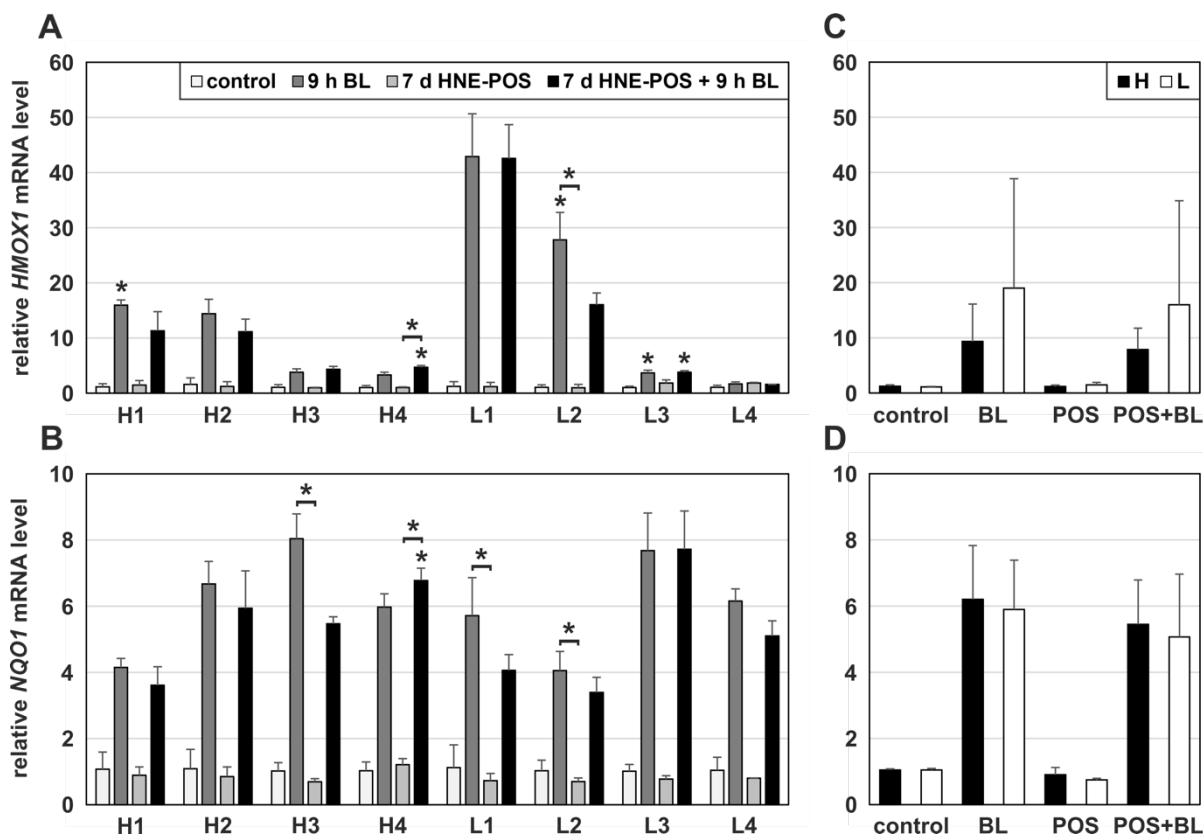 A
relative HMOX1 mRNA level
60
50
40
30
20
10
0
control 9 h BL 7 d HNE-POS 7 d HNE-POS + 9 h BL
*
*
*
*
*
*
*
H1 H2 H3 H4 L1 L2 L3 L4
C
H L
control BL POS POS+BL
B
relative NQO1 mRNA level
10
8
6
4
2
0
*
*
*
*
*
H1 H2 H3 H4 L1 L2 L3 L4
D
control BL POS POS+BL